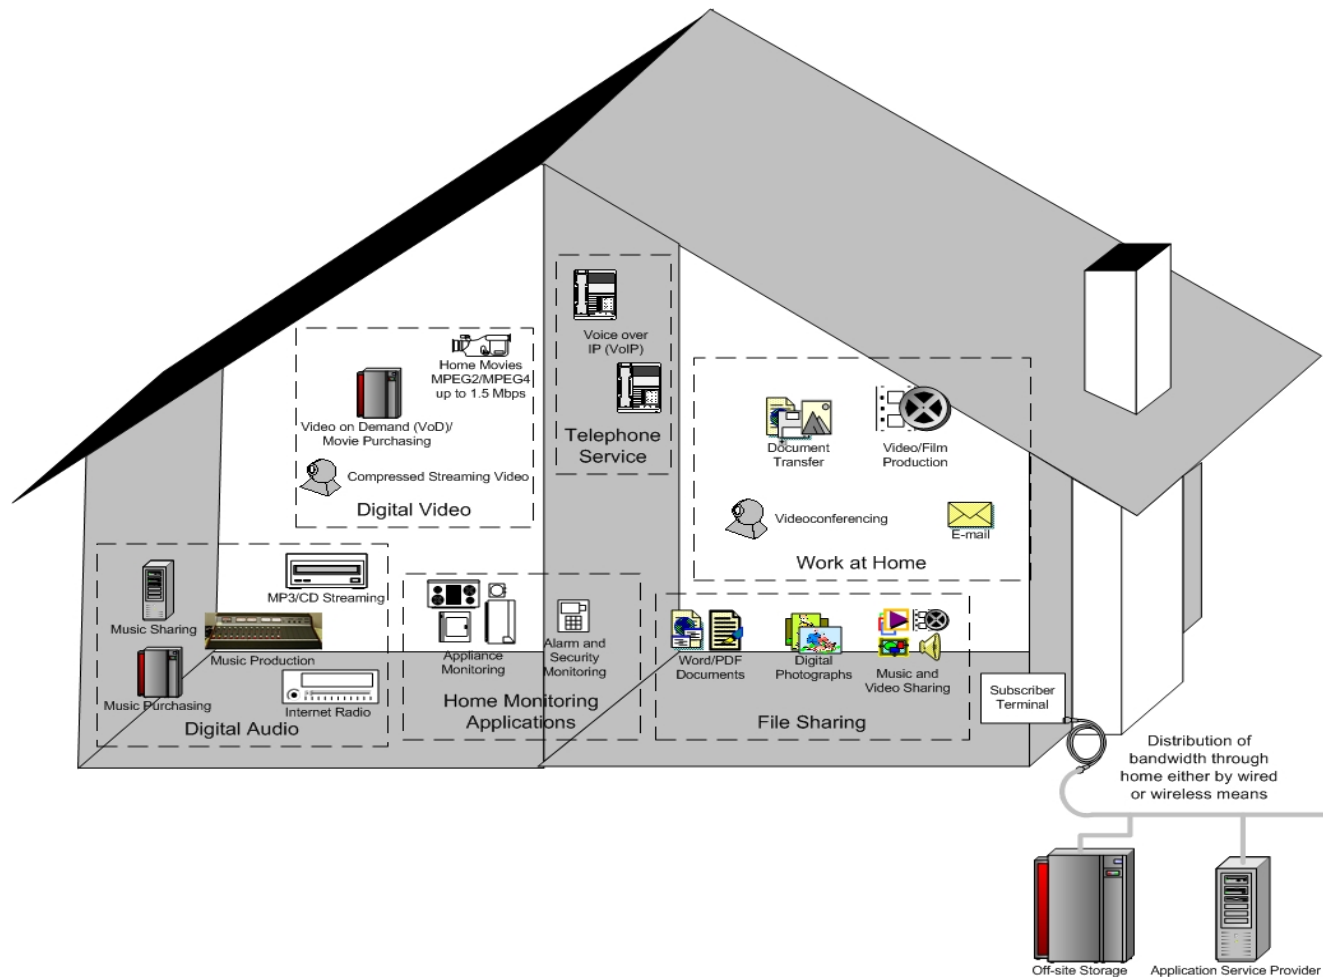 Voice over
IP (VoIP)
Telephone
Service
Home Movies
MPEG2/MPEG4
up to 1.5 Mbps
Video on Demand (VoD)/
Movie Purchasing
Compressed Streaming Video
Digital Video
Document
Transfer
Video/Film
Production
Videoconferencing
E-mail
Work at Home
MP3/CD Streaming
Music Sharing
Music Production
Music Purchasing
Internet Radio
Digital Audio
Appliance
Monitoring
Alarm and
Security
Monitoring
Home Monitoring
Applications
Word/PDF
Documents
Digital
Photographs
Music and
Video Sharing
File Sharing
Subscriber
Terminal
Distribution of
bandwidth through
home either by wired
or wireless means
Off-site Storage
Application Service Provider